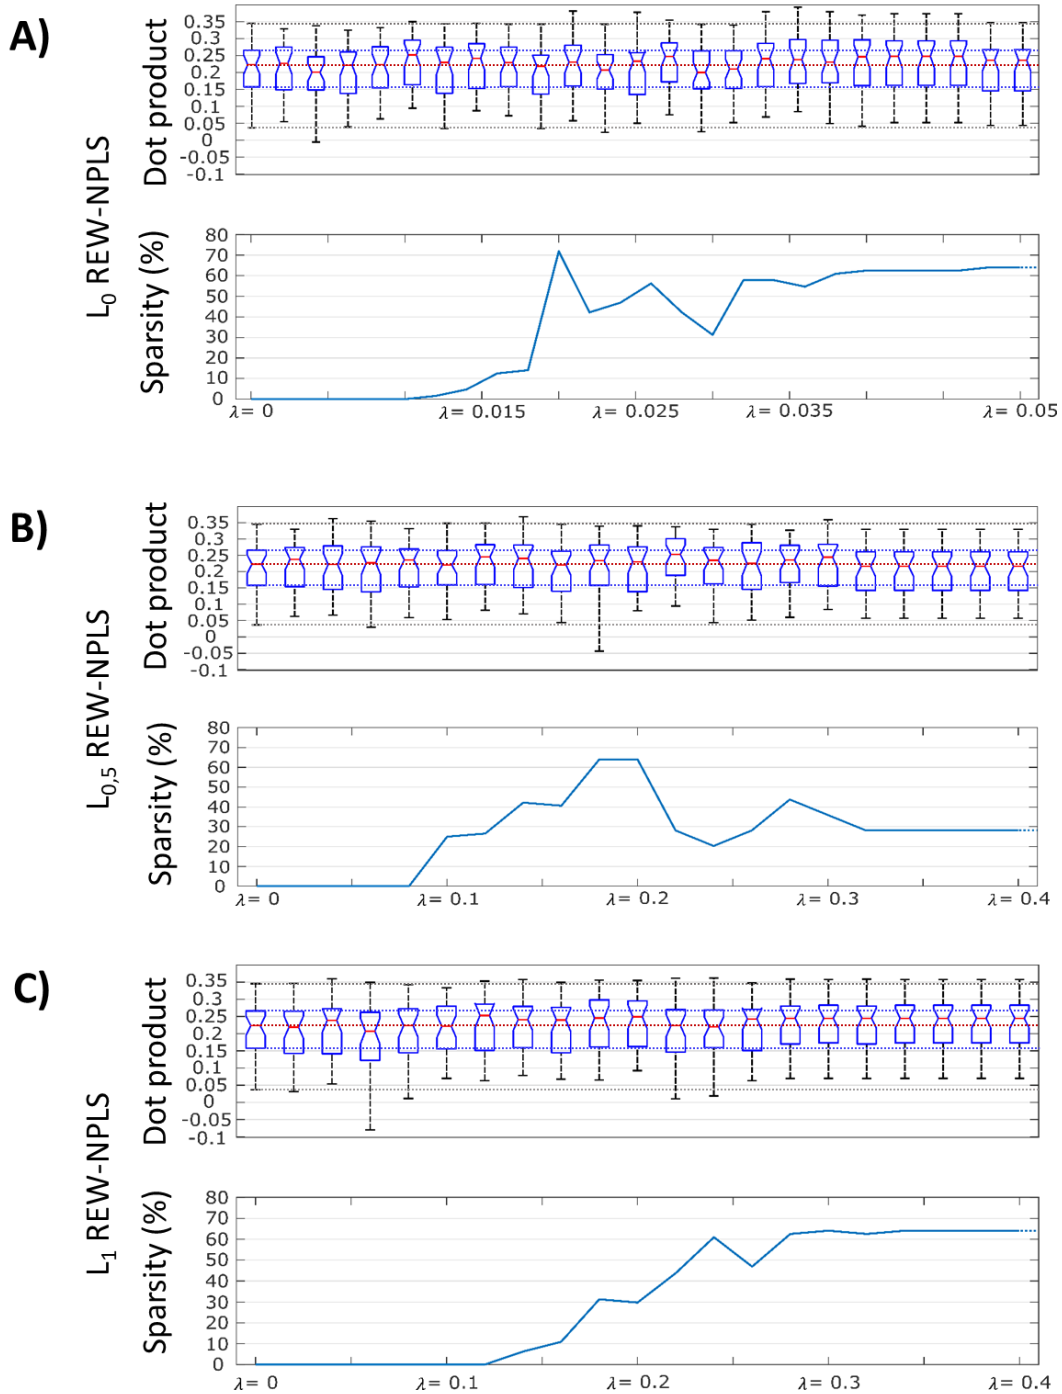 A)
L0 REW-NPLS
Dot product
0.35
0.3
0.25
0.2
0.15
0.1
0.05
0
-0.05
-0.1
Sparsity (%)
80
70
60
50
40
30
20
10
0
λ= 0
λ= 0.015
λ= 0.025
λ= 0.035
λ= 0.05
B)
L0,5 REW-NPLS
Dot product
0.35
0.3
0.25
0.2
0.15
0.1
0.05
0
-0.05
-0.1
Sparsity (%)
80
70
60
50
40
30
20
10
0
λ= 0
λ= 0.1
λ= 0.2
λ= 0.3
λ= 0.4
C)
L1 REW-NPLS
Dot product
0.35
0.3
0.25
0.2
0.15
0.1
0.05
0
-0.05
-0.1
Sparsity (%)
80
70
60
50
40
30
20
10
0
λ= 0
λ= 0.1
λ= 0.2
λ= 0.3
λ= 0.4